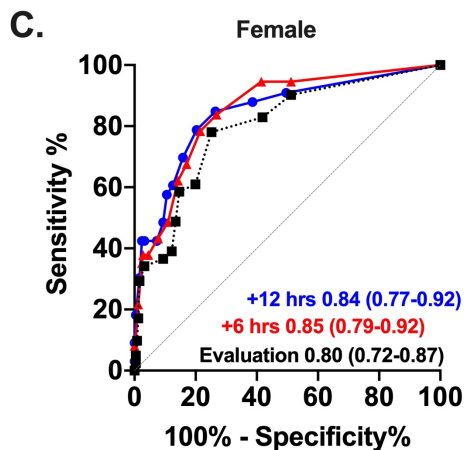 C.
Female
Sensitivity %
100
80
60
40
20
0
+12 hrs 0.84 (0.77-0.92)
+6 hrs 0.85 (0.79-0.92)
Evaluation 0.80 (0.72-0.87)
0 20 40 60 80 100
100% - Specificity%